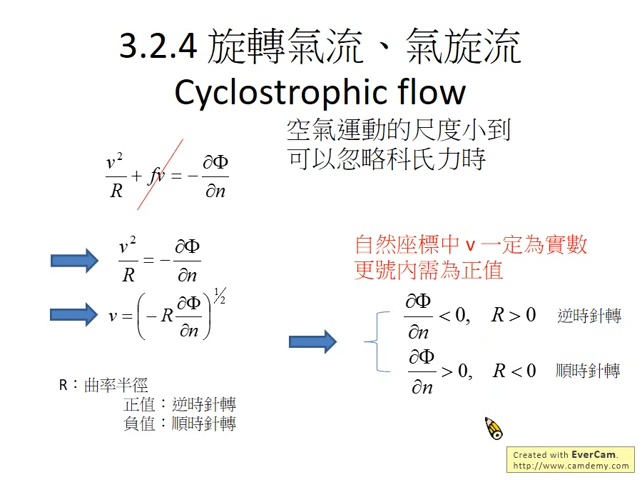 3.2.4 旋轉氣流、氣旋流
Cyclostrophic flow
空氣運動的尺度小到
可以忽略科氏力時
v²/R + fv = −∂Φ/∂n
v²/R = −∂Φ/∂n
v = (−R ∂Φ/∂n)^½
R：曲率半徑
正值：逆時針轉
負值：順時針轉
自然座標中 v 一定為實數
更號內需為正值
∂Φ/∂n < 0, R > 0 逆時針轉
∂Φ/∂n > 0, R < 0 順時針轉
Created with EverCam.
http://www.camdemy.com